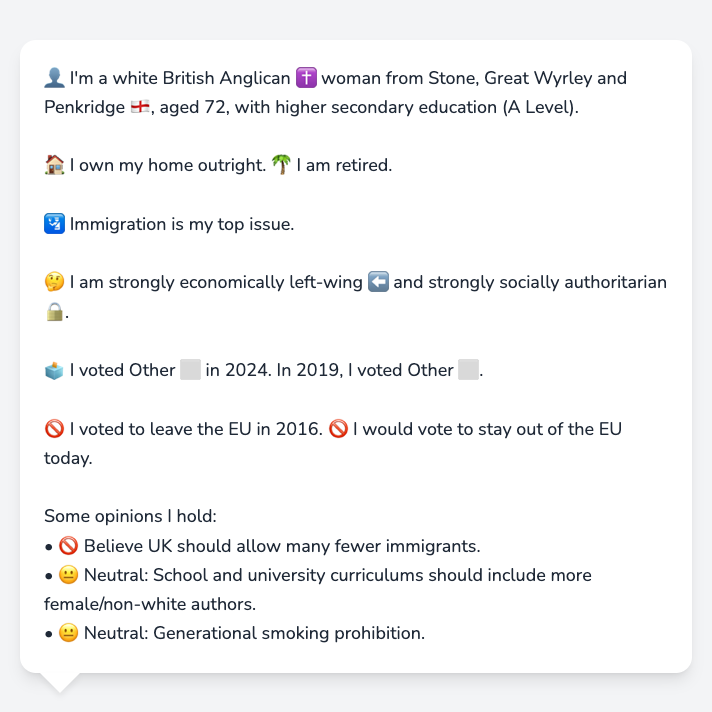 👤 I'm a white British Anglican ✝️ woman from Stone, Great Wyrley and
Penkridge 🏴󠁧󠁢󠁥󠁮󠁧󠁿, aged 72, with higher secondary education (A Level).
🏠 I own my home outright. 🌴 I am retired.
🛂 Immigration is my top issue.
🤔 I am strongly economically left-wing ⬅️ and strongly socially authoritarian
🔒.
🗳️ I voted Other ⬜ in 2024. In 2019, I voted Other ⬜.
🚫 I voted to leave the EU in 2016. 🚫 I would vote to stay out of the EU
today.
Some opinions I hold:
• 🚫 Believe UK should allow many fewer immigrants.
• 😐 Neutral: School and university curriculums should include more
female/non-white authors.
• 😐 Neutral: Generational smoking prohibition.